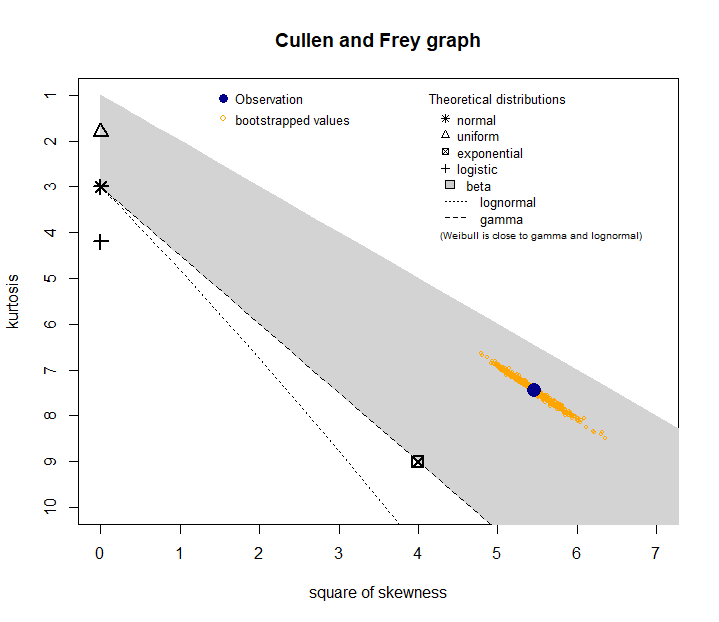 Cullen and Frey graph
Observation
bootstrapped values
Theoretical distributions
normal
uniform
exponential
logistic
beta
lognormal
gamma
(Weibull is close to gamma and lognormal)
kurtosis
1
2
3
4
5
6
7
8
9
10
0 1 2 3 4 5 6 7
square of skewness